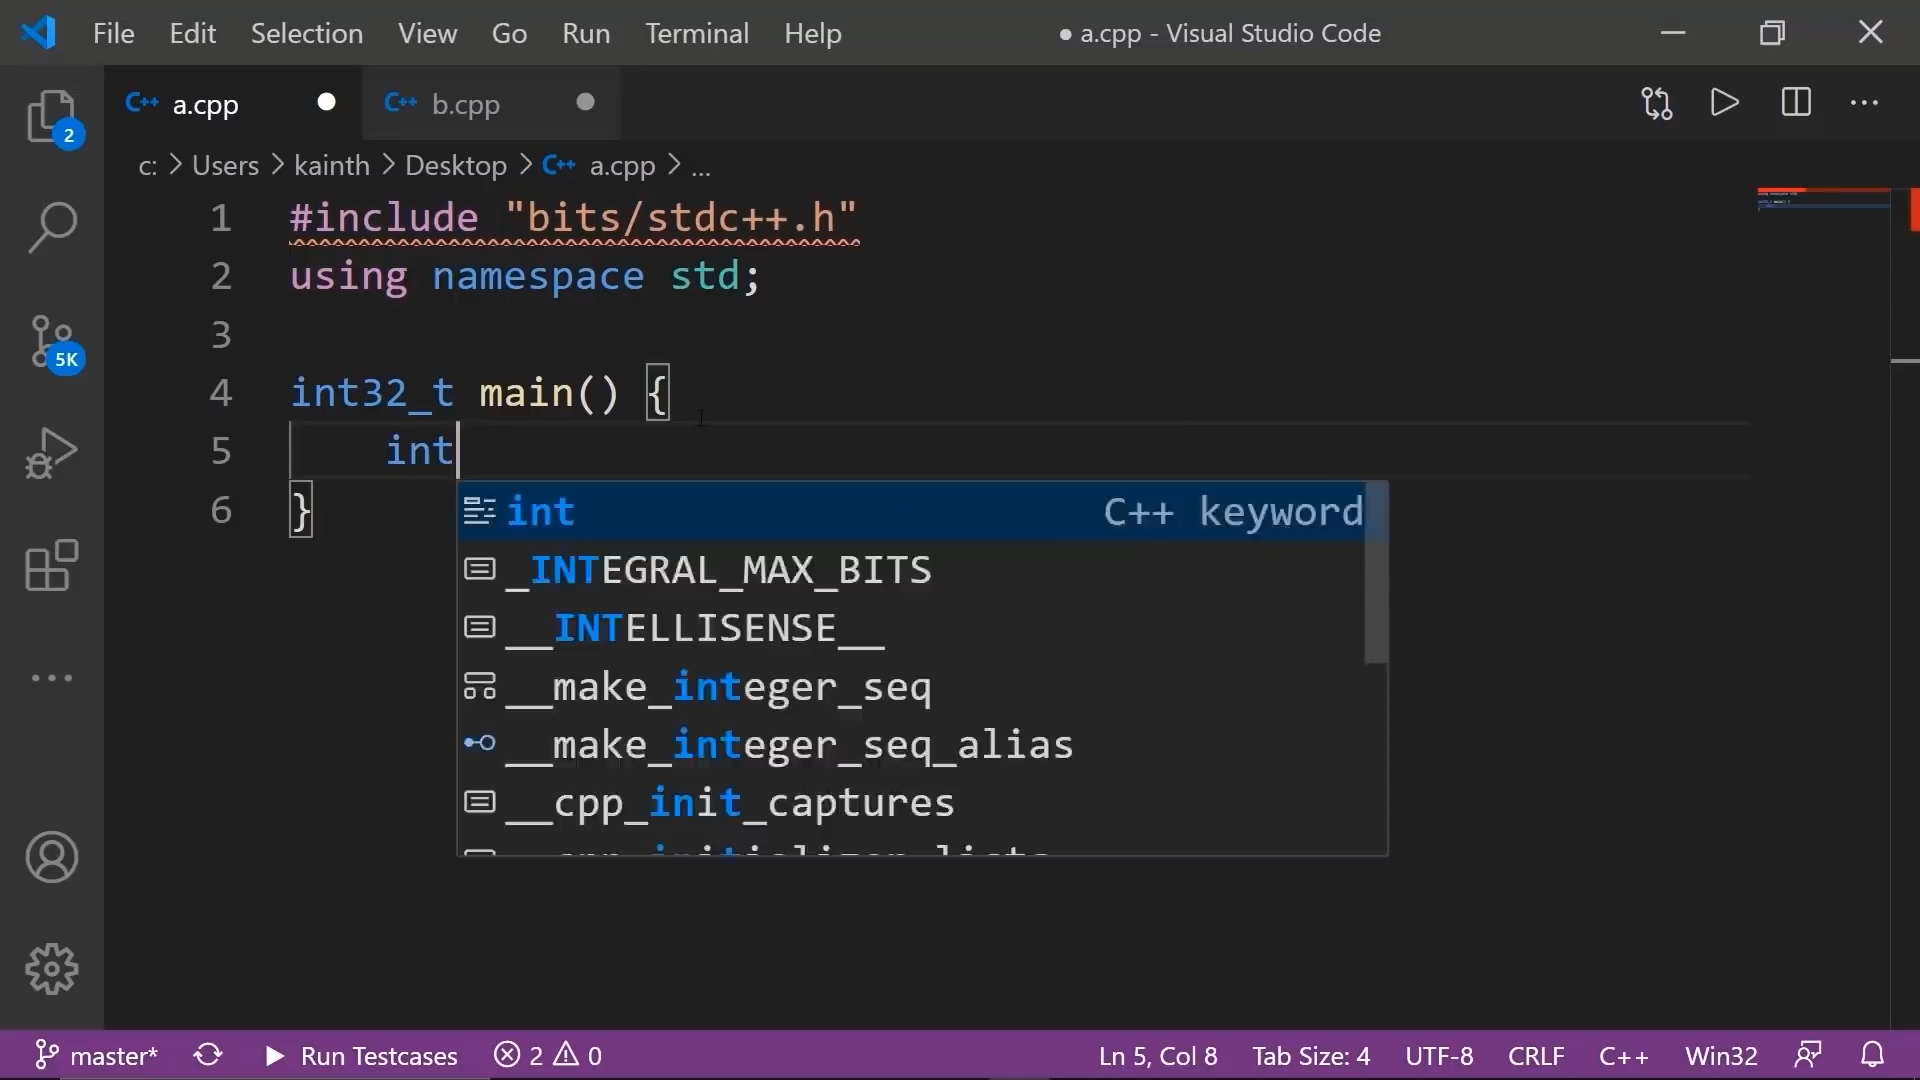 File Edit Selection View Go Run Terminal Help ● a.cpp - Visual Studio Code
C++ a.cpp C++ b.cpp
2
c: > Users > kainth > Desktop > C++ a.cpp > ...
1 #include "bits/stdc++.h"
2 using namespace std;
3
5K
4 int32_t main() {
5 int
6 }
int C++ keyword
_INTEGRAL_MAX_BITS
__INTELLISENSE__
__make_integer_seq
__make_integer_seq_alias
__cpp_init_captures
master* Run Testcases 2 0 Ln 5, Col 8 Tab Size: 4 UTF-8 CRLF C++ Win32